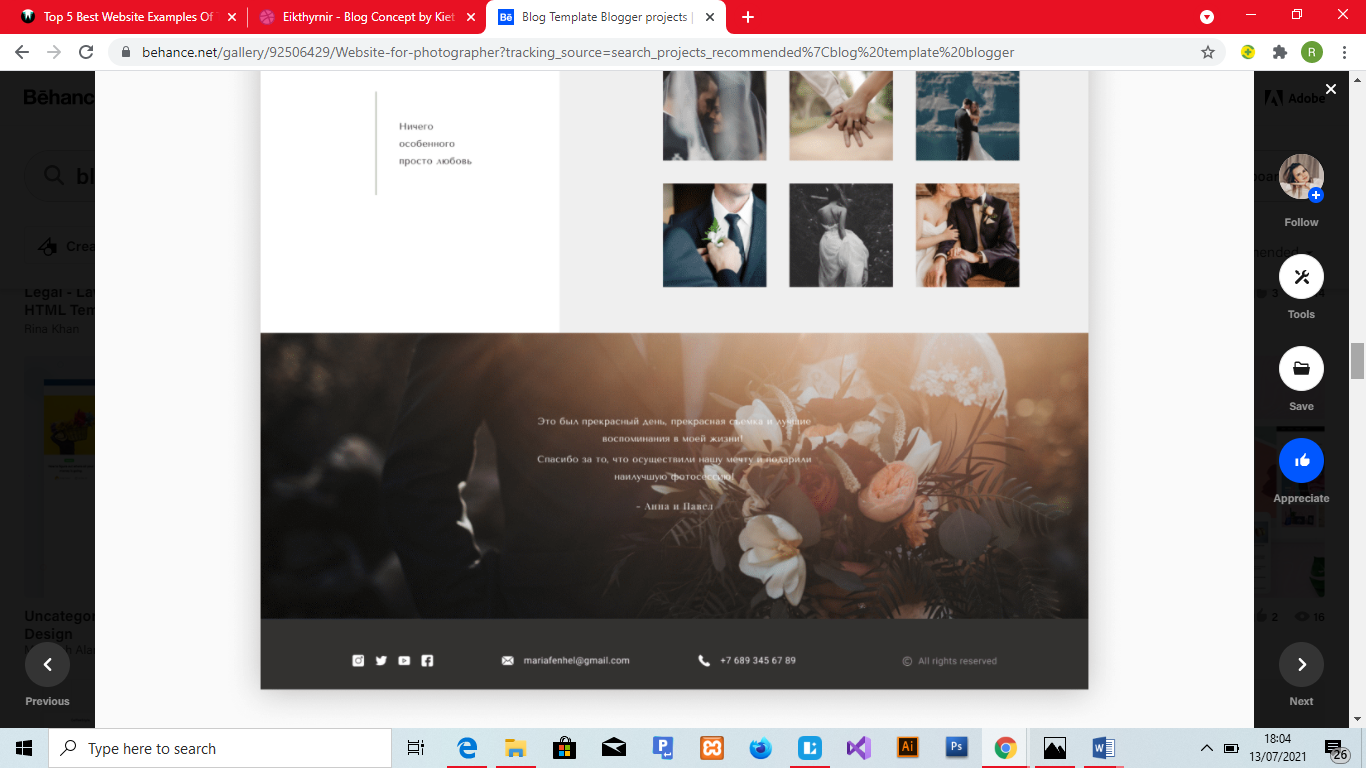 Top 5 Best Website Examples Of
Eikthyrnir - Blog Concept by Kiet
Blog Template Blogger projects |
behance.net/gallery/92506429/Website-for-photographer?tracking_source=search_projects_recommended%7Cblog%20template%20blogger
R
Bēhanc
Adobe
bl
Crea
Legal - La
HTML Tem
Rina Khan
Uncategor
Design
Ничего
особенного
просто любовь
Follow
Tools
Save
Appreciate
3
2
16
Это был прекрасный день, прекрасная съемка и лучшие
воспоминания в моей жизни!
Спасибо за то, что осуществили нашу мечту и подарили
наилучшую фотосессию!
– Анна и Павел
mariafenhel@gmail.com
+7 689 345 67 89
© All rights reserved
Previous
Next
Type here to search
Ai
Ps
W
18:04
13/07/2021
26